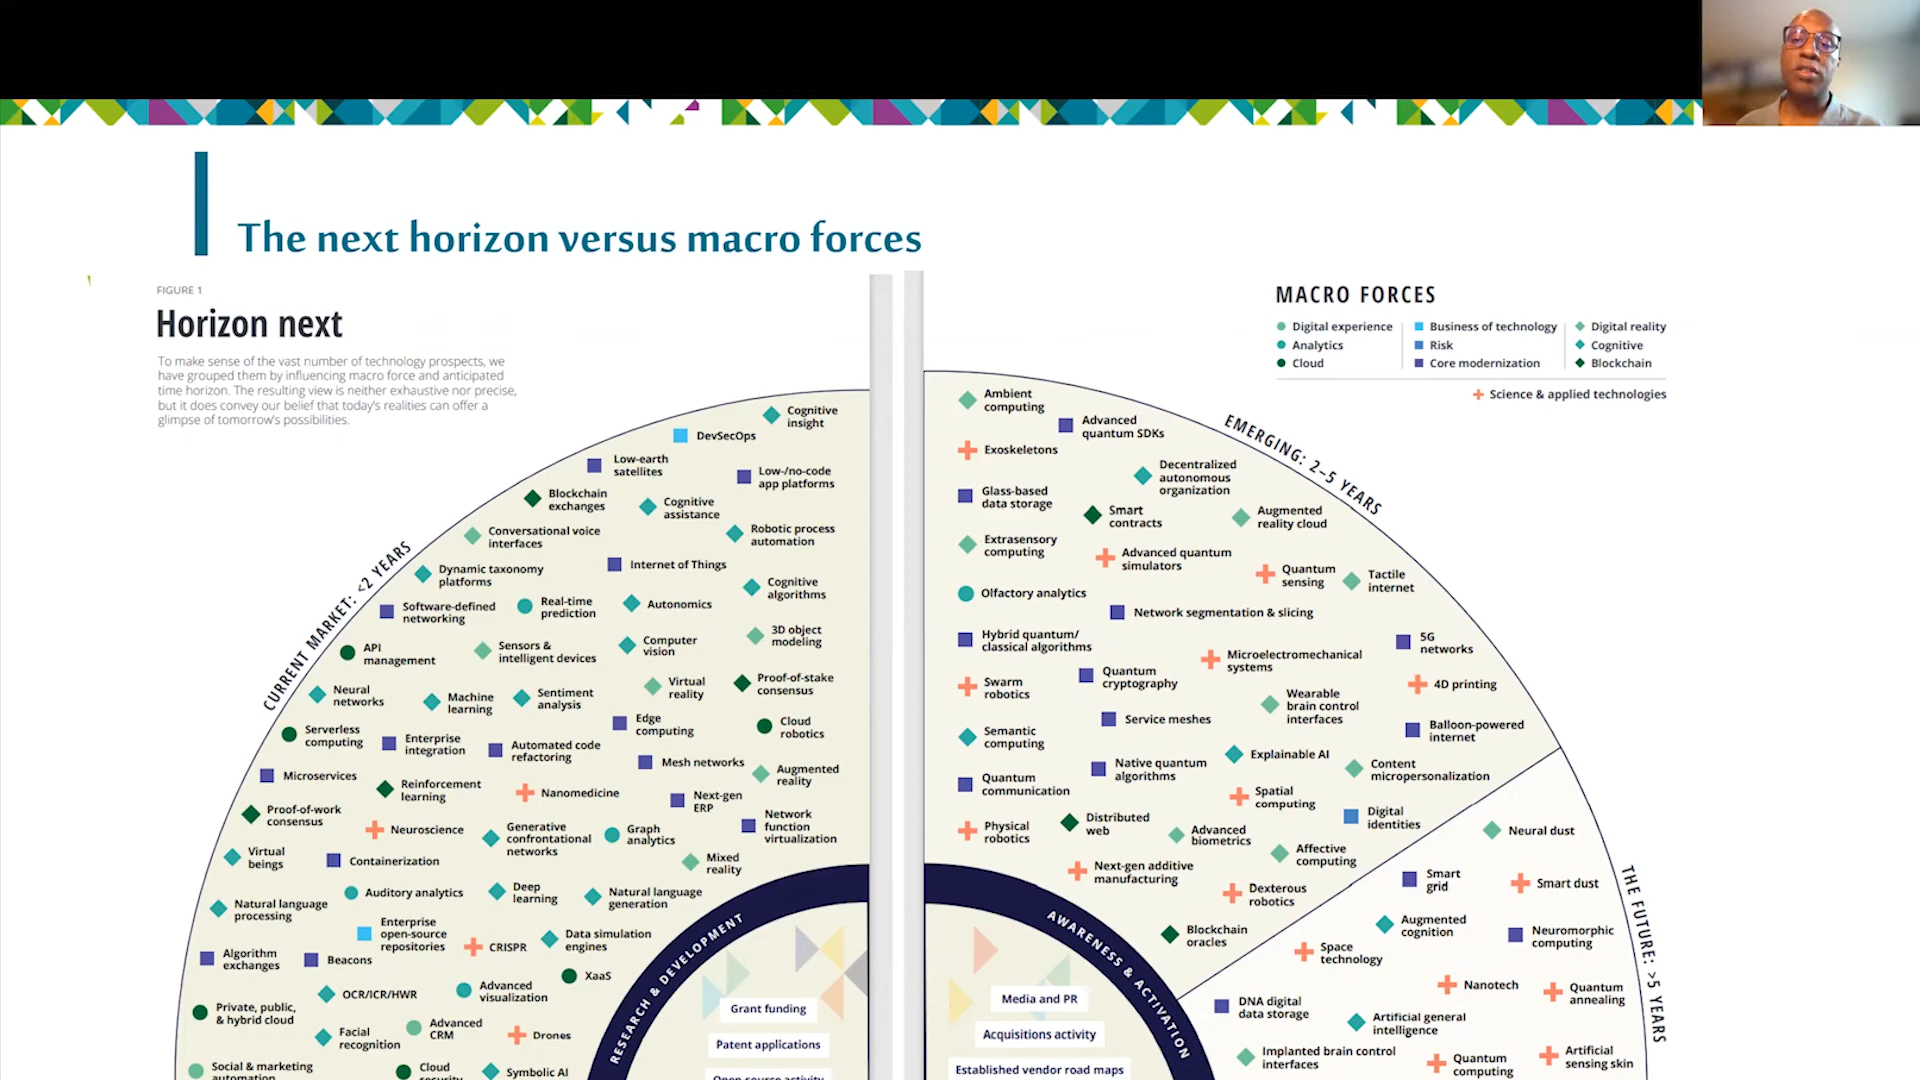 The next horizon versus macro forces
FIGURE 1
Horizon next
To make sense of the vast number of technology prospects, we
have grouped them by influencing macro force and anticipated
time horizon. The resulting view is neither exhaustive nor precise,
but it does convey our belief that today's realities can offer a
glimpse of tomorrow's possibilities.
MACRO FORCES
Digital experience
Analytics
Cloud
Business of technology
Risk
Core modernization
Digital reality
Cognitive
Blockchain
Science & applied technologies
CURRENT MARKET: <2 YEARS
Cognitive
insight
DevSecOps
Low-earth
satellites
Low-/no-code
app platforms
Blockchain
exchanges
Cognitive
assistance
Conversational voice
interfaces
Robotic process
automation
Dynamic taxonomy
platforms
Internet of Things
Cognitive
algorithms
Software-defined
networking
Real-time
prediction
Autonomics
API
management
Sensors &
intelligent devices
Computer
vision
3D object
modeling
Neural
networks
Machine
learning
Sentiment
analysis
Virtual
reality
Proof-of-stake
consensus
Serverless
computing
Enterprise
integration
Automated code
refactoring
Edge
computing
Cloud
robotics
Microservices
Reinforcement
learning
Nanomedicine
Mesh networks
Augmented
reality
Next-gen
ERP
Proof-of-work
consensus
Neuroscience
Generative
confrontational
networks
Graph
analytics
Network
function
virtualization
Virtual
beings
Containerization
Mixed
reality
Auditory analytics
Deep
learning
Natural language
generation
Natural language
processing
Enterprise
open-source
repositories
CRISPR
Data simulation
engines
Algorithm
exchanges
Beacons
XaaS
OCR/ICR/HWR
Advanced
visualization
Private, public,
& hybrid cloud
Facial
recognition
Advanced
CRM
Drones
Social & marketing
automation
Cloud
security
Symbolic AI
RESEARCH & DEVELOPMENT
Grant funding
Patent applications
Open source activity
EMERGING: 2–5 YEARS
Ambient
computing
Advanced
quantum SDKs
Exoskeletons
Decentralized
autonomous
organization
Glass-based
data storage
Smart
contracts
Augmented
reality cloud
Extrasensory
computing
Advanced quantum
simulators
Quantum
sensing
Tactile
internet
Olfactory analytics
Network segmentation & slicing
Hybrid quantum/
classical algorithms
Microelectromechanical
systems
5G
networks
Swarm
robotics
Quantum
cryptography
4D printing
Wearable
brain control
interfaces
Service meshes
Balloon-powered
internet
Semantic
computing
Explainable AI
Native quantum
algorithms
Content
micropersonalization
Quantum
communication
Spatial
computing
Digital
identities
Physical
robotics
Distributed
web
Advanced
biometrics
Affective
computing
Next-gen additive
manufacturing
Dexterous
robotics
Blockchain
oracles
AWARENESS & ACTIVATION
Media and PR
Acquisitions activity
Established vendor road maps
THE FUTURE: >5 YEARS
Neural dust
Smart
grid
Smart dust
Augmented
cognition
Neuromorphic
computing
Space
technology
Nanotech
Quantum
annealing
DNA digital
data storage
Artificial general
intelligence
Implanted brain control
interfaces
Quantum
computing
Artificial
sensing skin